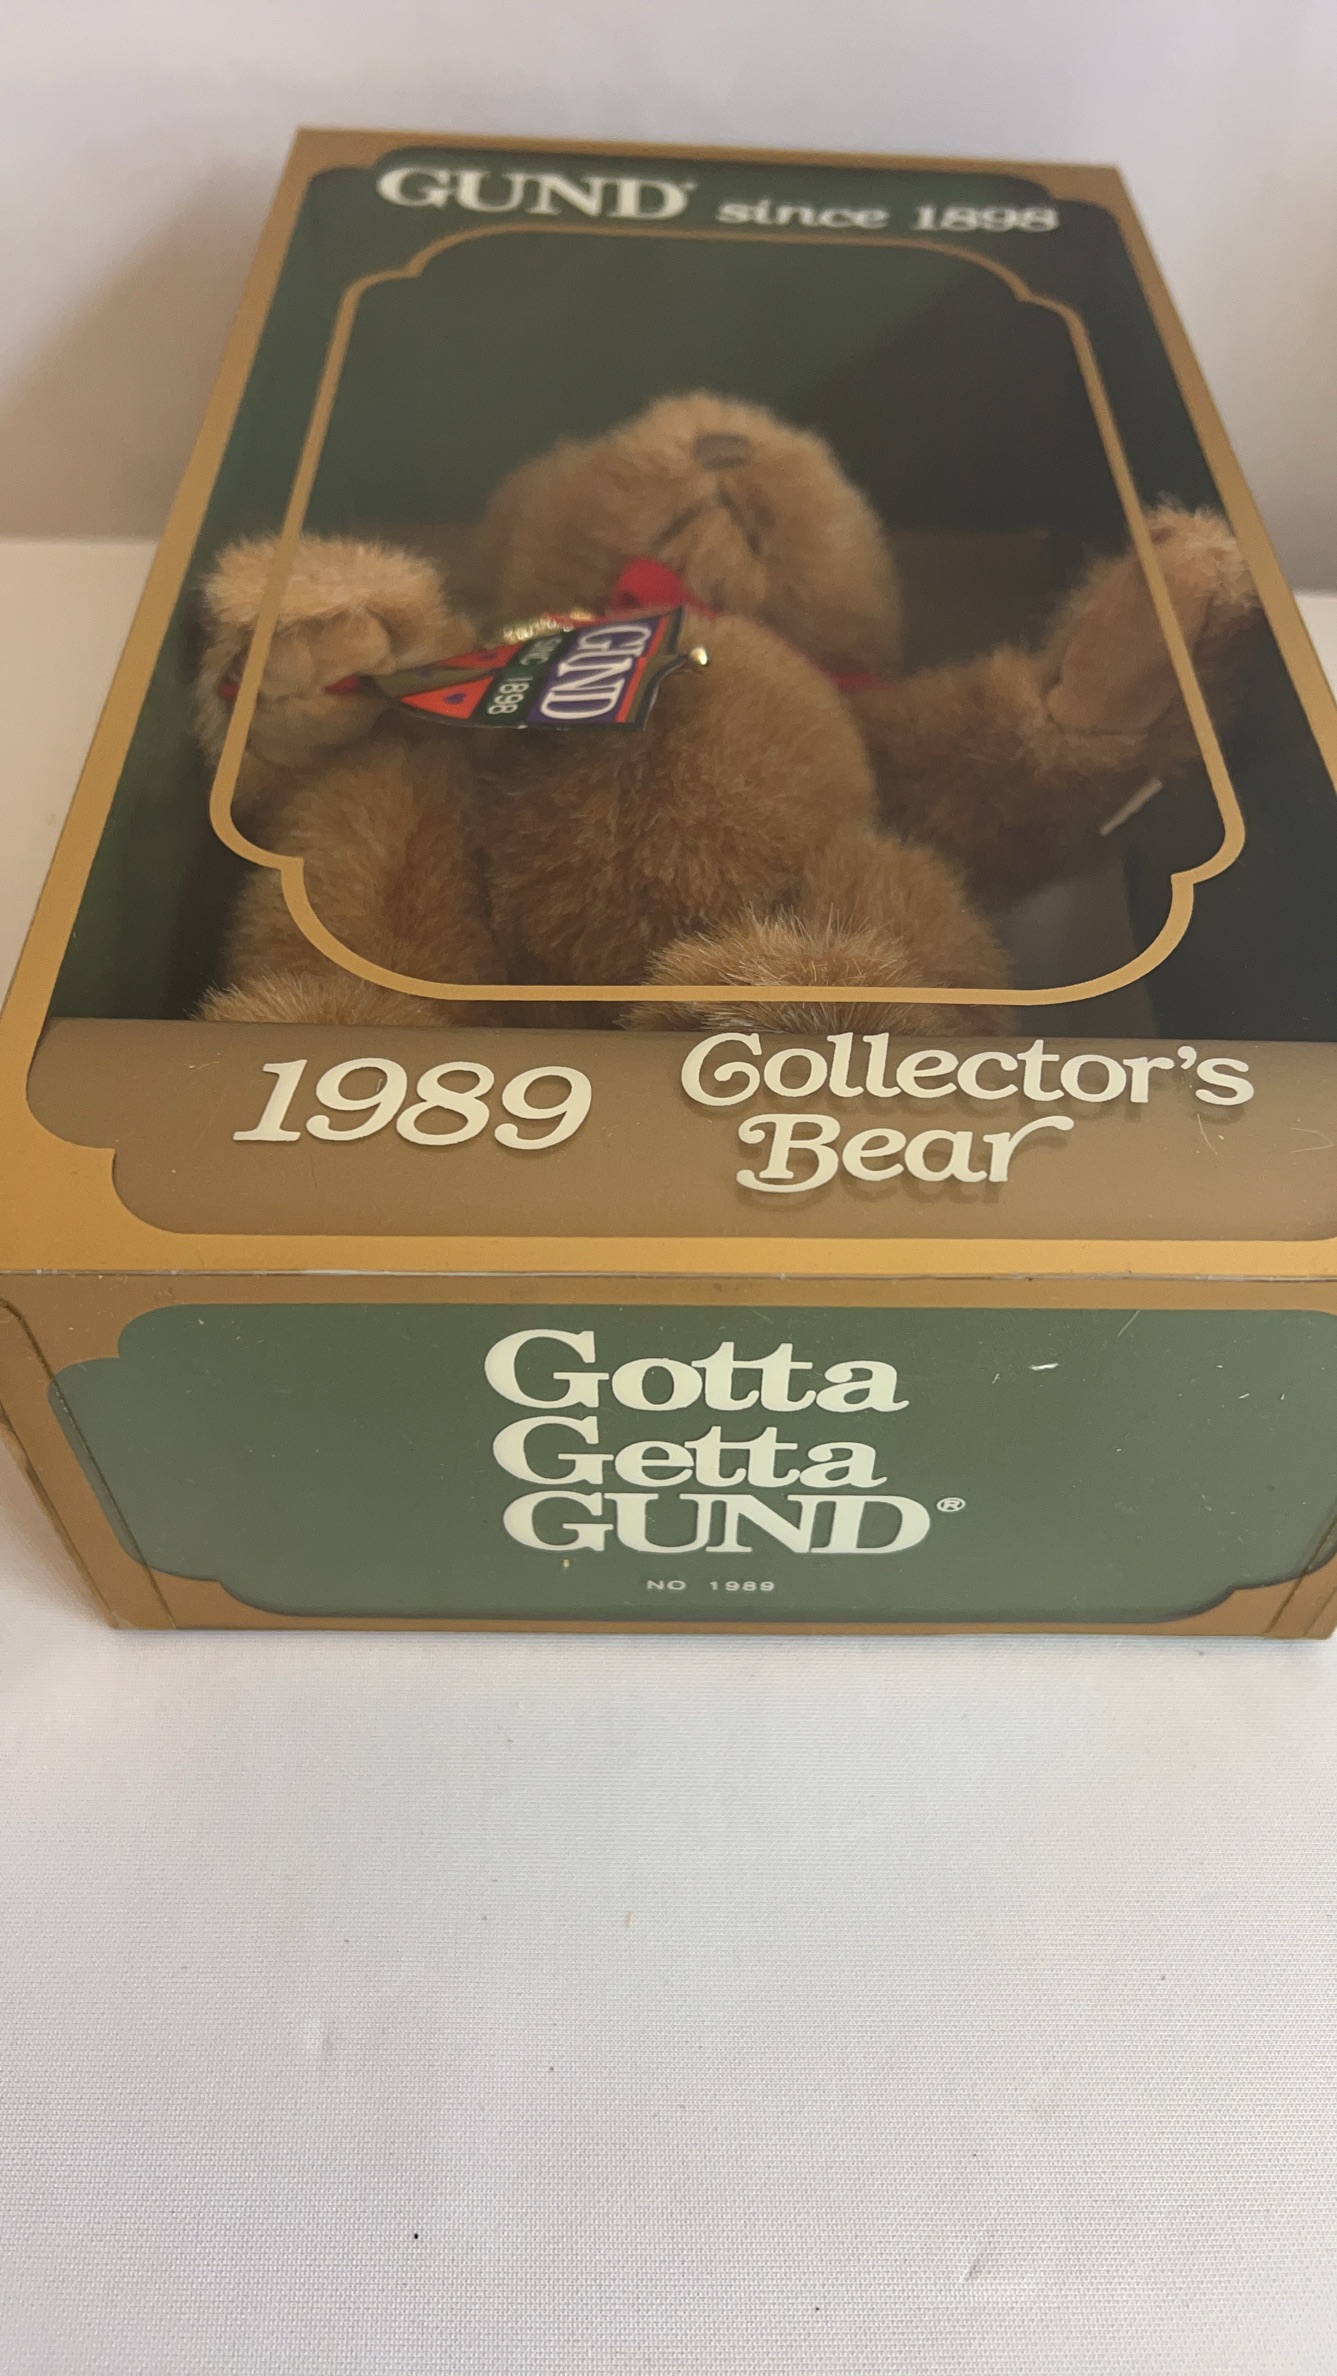 GUND® since 1898
GUND
SINCE 1898
1989 Collector's
Bear
Gotta
Getta
GUND®
NO 1989